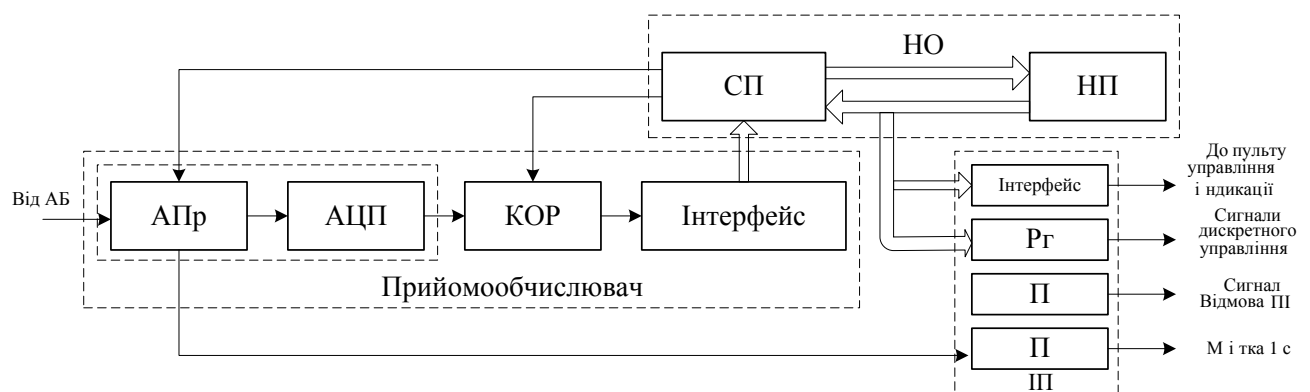 НО
СП
НП
До пульту
управління
і ндикації
Інтерфейс
Від АБ
АПр
АЦП
КОР
Інтерфейс
Сигнали
дискретного
управління
Рг
Прийомообчислювач
П
Сигнал
Відмова ПІ
П
М і тка 1 с
ІП